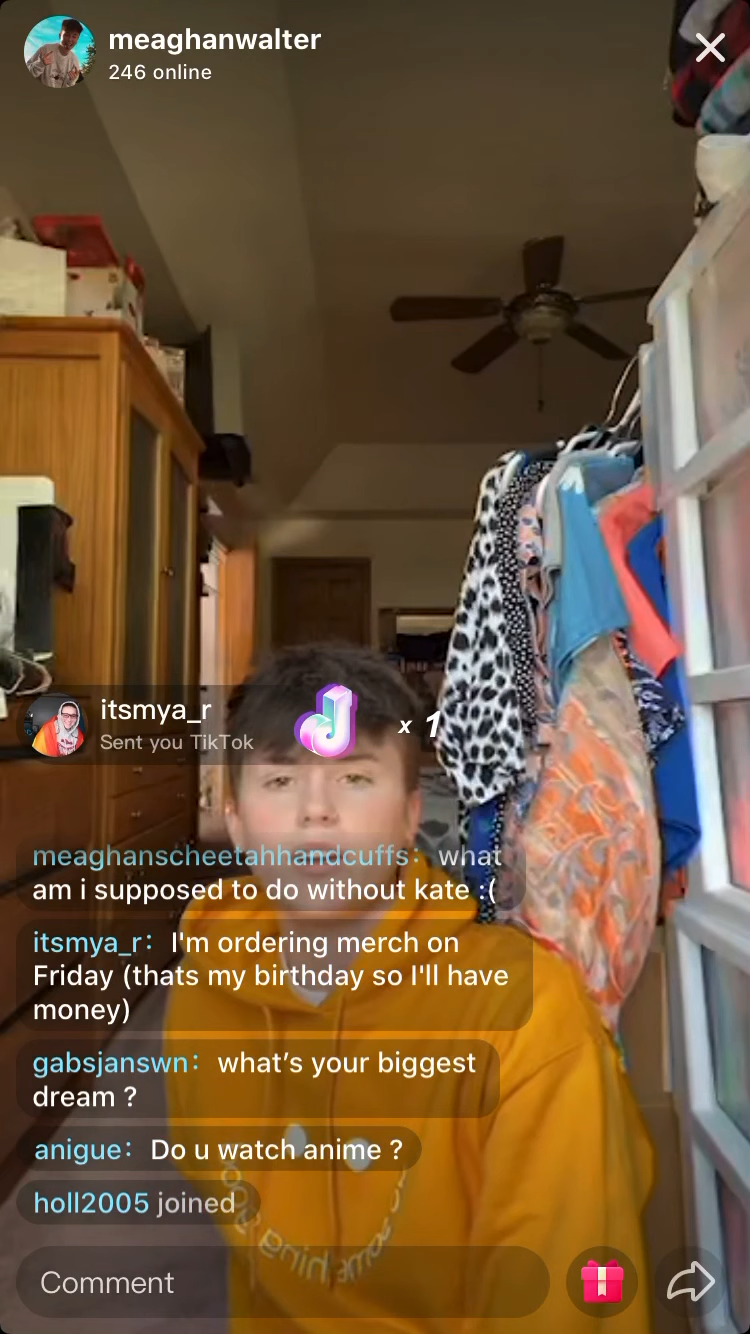 meaghanwalter
246 online
itsmya_r
Sent you TikTok
x 1
meaghanscheetahhandcuffs: what
am i supposed to do without kate :(
itsmya_r: I'm ordering merch on
Friday (thats my birthday so I'll have
money)
gabsjanswn: what’s your biggest
dream ?
anigue: Do u watch anime ?
holl2005 joined
Comment